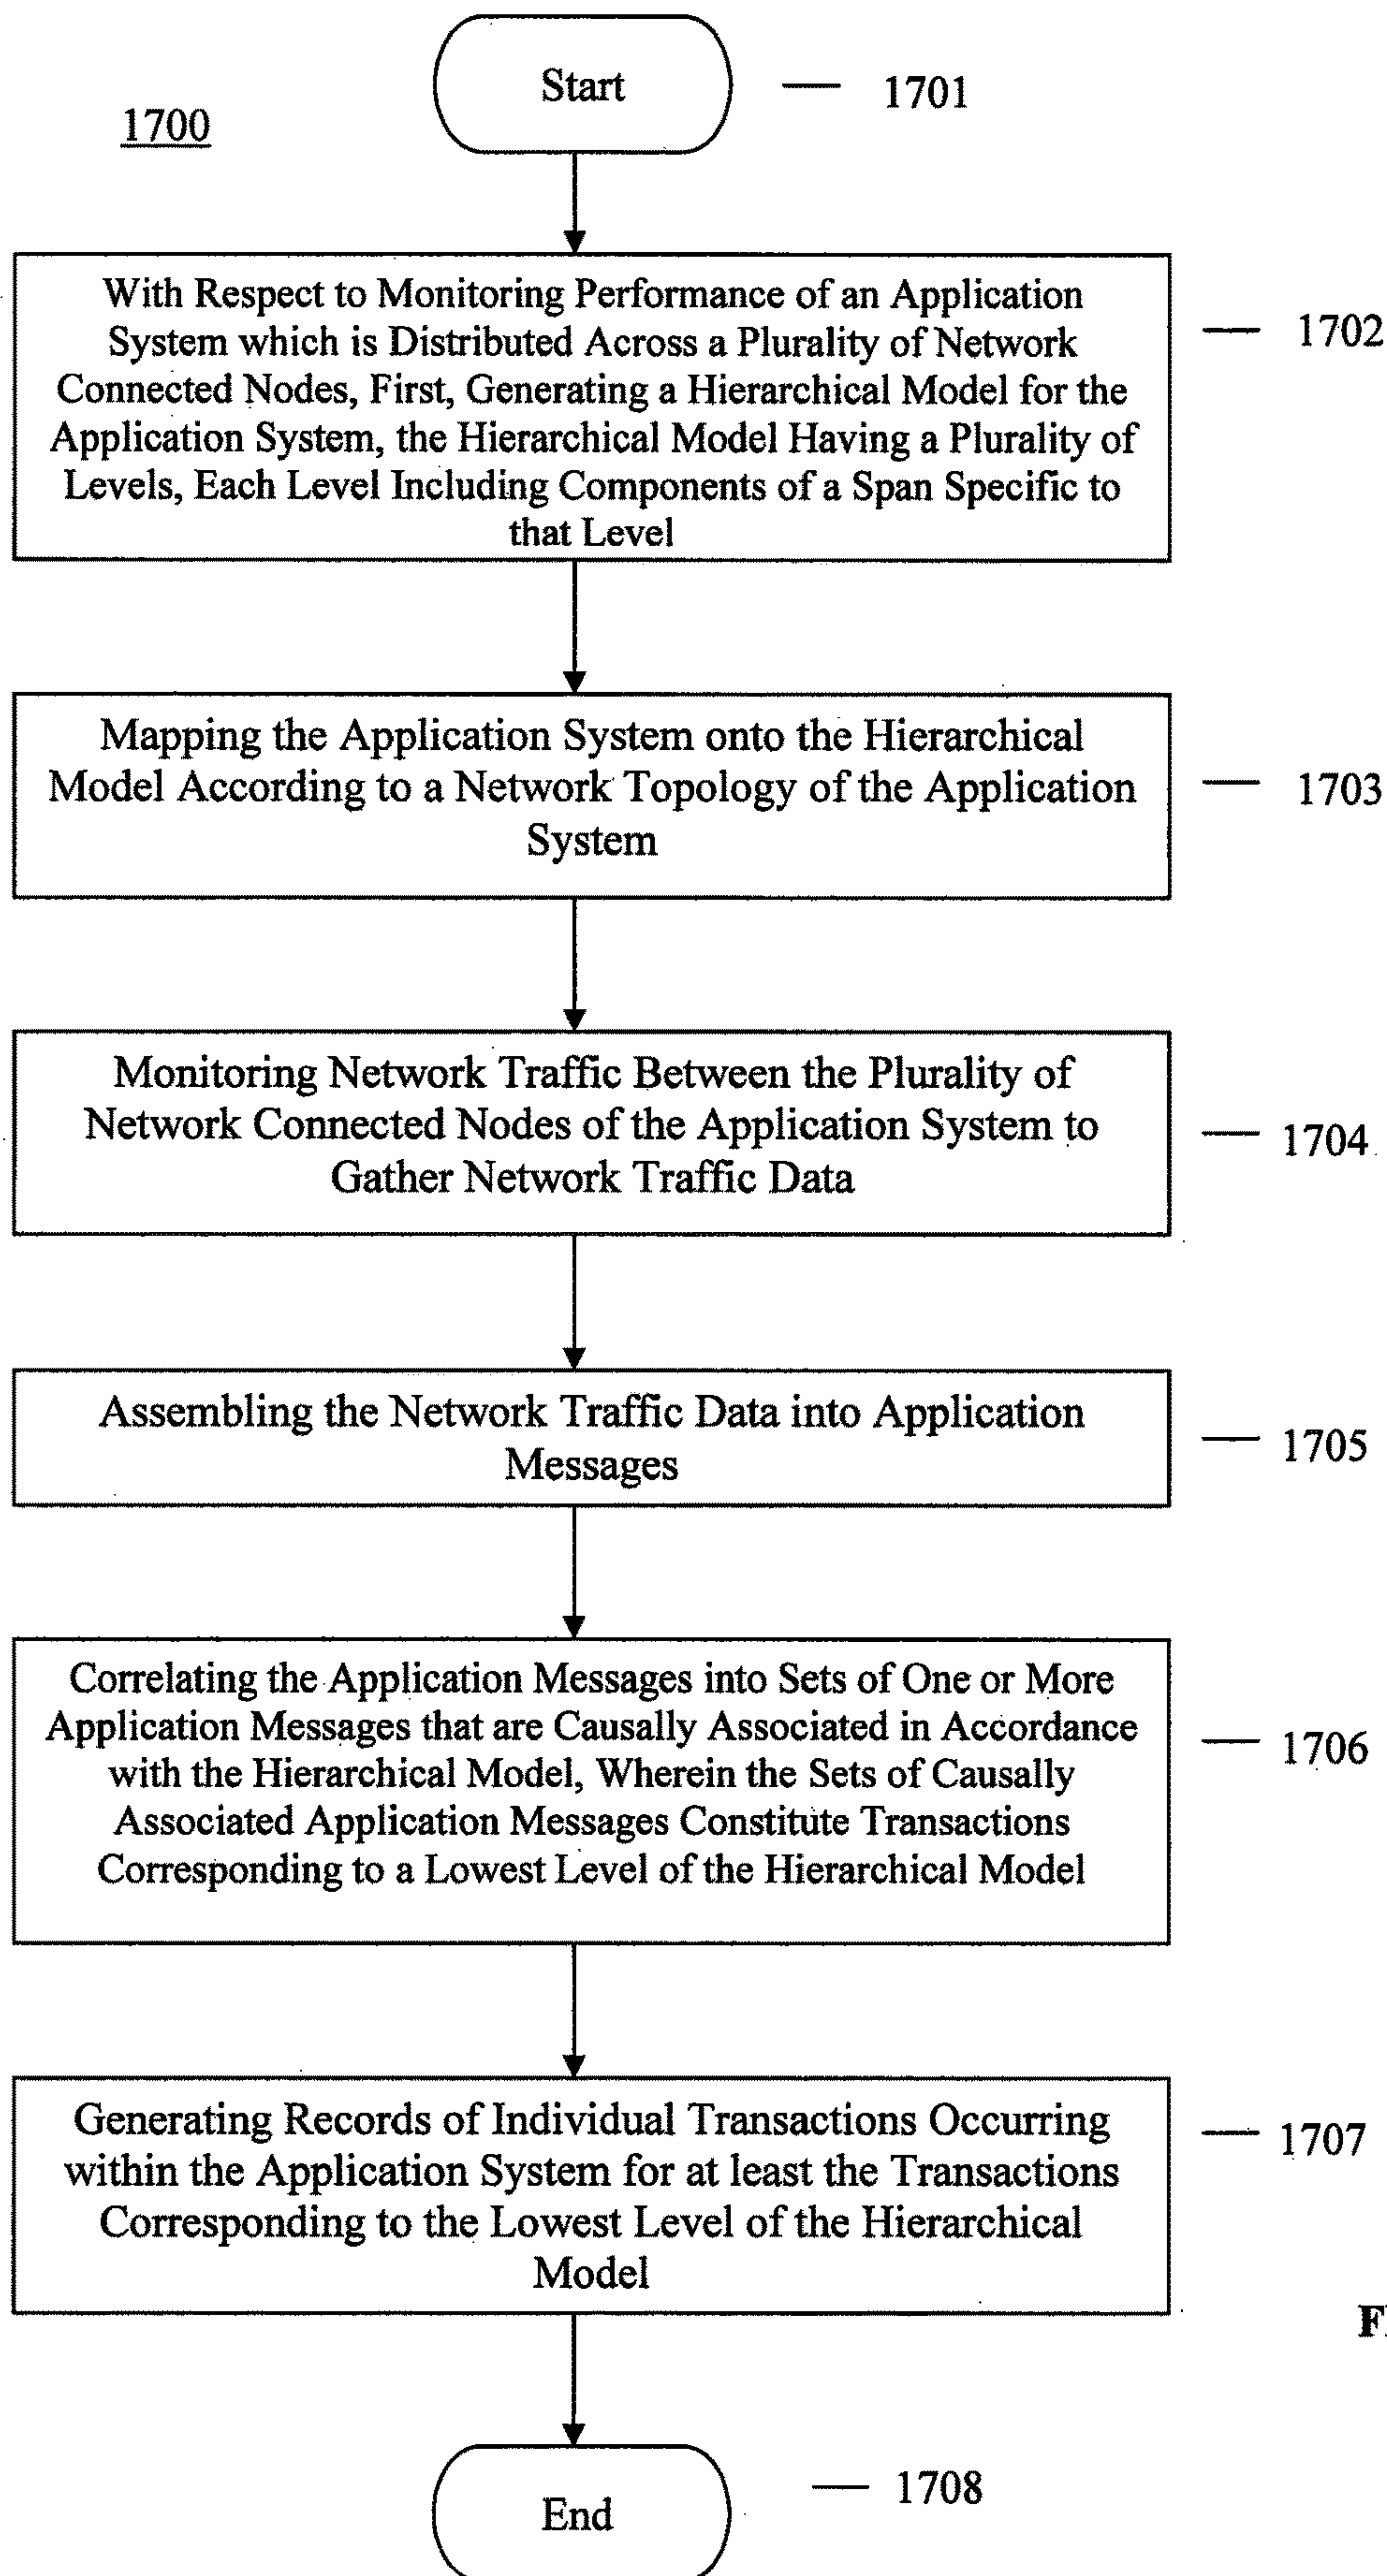 Start
1701
1700
With Respect to Monitoring Performance of an Application
System which is Distributed Across a Plurality of Network
Connected Nodes, First, Generating a Hierarchical Model for the
Application System, the Hierarchical Model Having a Plurality of
Levels, Each Level Including Components of a Span Specific to
that Level
1702
Mapping the Application System onto the Hierarchical
Model According to a Network Topology of the Application
System
1703
Monitoring Network Traffic Between the Plurality of
Network Connected Nodes of the Application System to
Gather Network Traffic Data
1704
Assembling the Network Traffic Data into Application
Messages
1705
Correlating the Application Messages into Sets of One or More
Application Messages that are Causally Associated in Accordance
with the Hierarchical Model, Wherein the Sets of Causally
Associated Application Messages Constitute Transactions
Corresponding to a Lowest Level of the Hierarchical Model
1706
Generating Records of Individual Transactions Occurring
within the Application System for at least the Transactions
Corresponding to the Lowest Level of the Hierarchical
Model
1707
End
1708